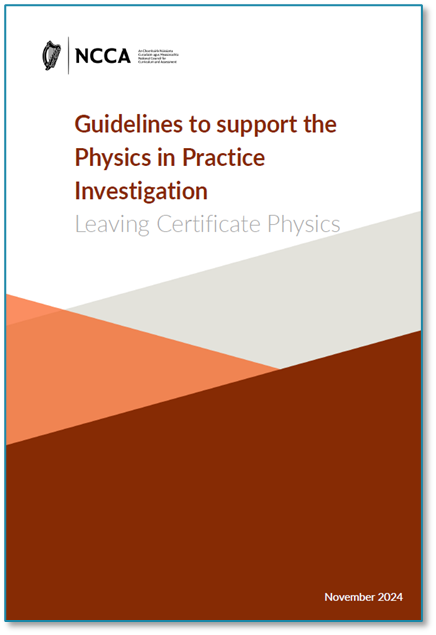 NCCA
An Chomhairle Náisiúnta
Curaclaim agus Measúnachta
National Council for
Curriculum and Assessment
Guidelines to support the
Physics in Practice
Investigation
Leaving Certificate Physics
November 2024